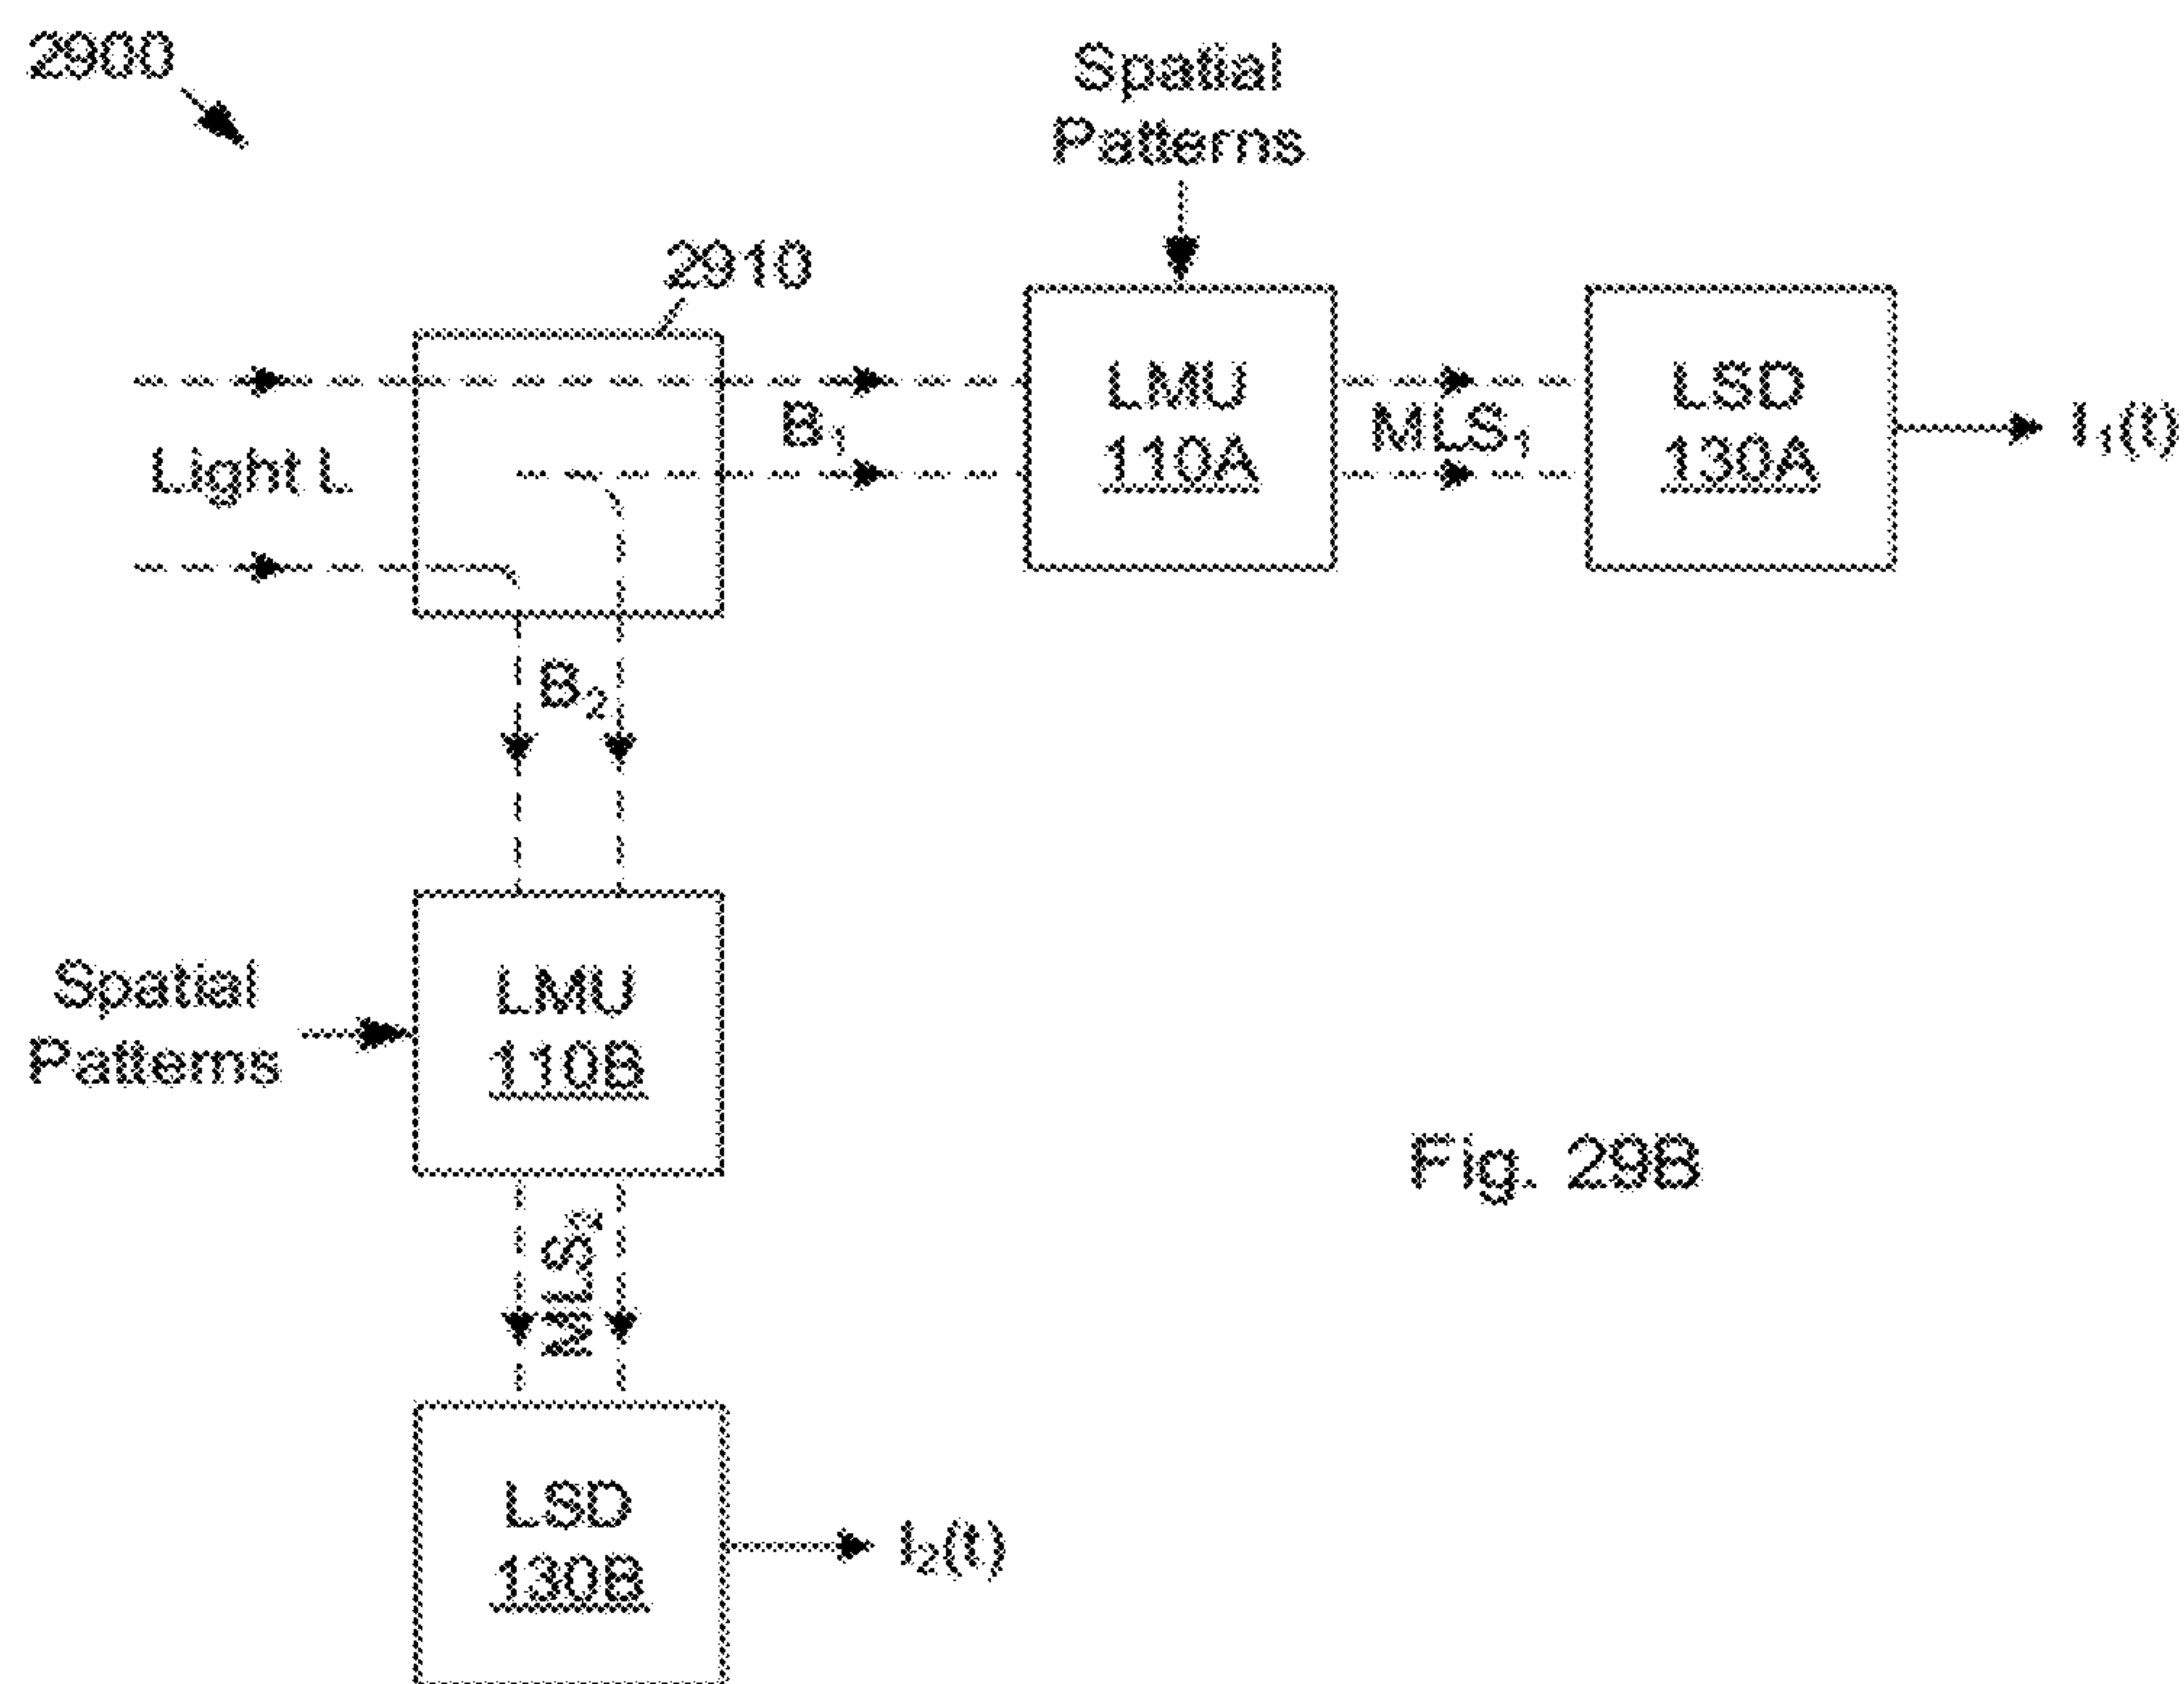 2900
Spatial
Patterns
2910
Light L
B₁
LMU
110A
MLS₁
LSD
130A
I₁(t)
B₂
Spatial
Patterns
LMU
110B
Fig. 29B
MLS
LSD
130B
I₂(t)